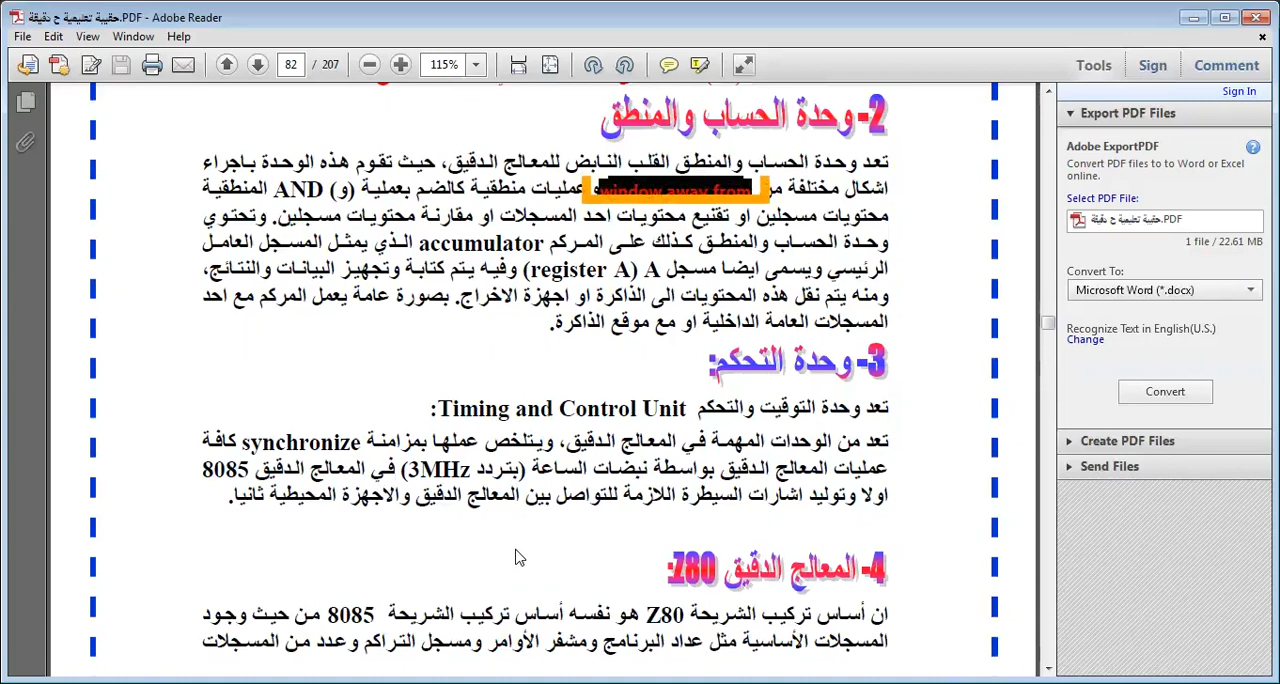 حقيبة تعليمية ح دقيقة.PDF - Adobe Reader
File Edit View Window Help
82 / 207 115% Tools Sign Comment
Sign In
2- وحدة الحساب والمنطق
تعد وحدة الحساب والمنطق القلب النابض للمعالج الدقيق، حيث تقوم هذه الوحدة باجراء
اشكال مختلفة من window away from و عمليات منطقية كالضم بعملية (و) AND المنطقية
محتويات مسجلين او تقنيع محتويات احد المسجلات او مقارنة محتويات مسجلين. وتحتوي
وحدة الحساب والمنطق كذلك على المركم accumulator الذي يمثل المسجل العامل
الرئيسي ويسمى ايضا مسجل A (register A) وفيه يتم كتابة وتجهيز البيانات والنتائج،
ومنه يتم نقل هذه المحتويات الى الذاكرة او اجهزة الاخراج. بصورة عامة يعمل المركم مع احد
المسجلات العامة الداخلية او مع موقع الذاكرة.
3- وحدة التحكم:
تعد وحدة التوقيت والتحكم Timing and Control Unit:
تعد من الوحدات المهمة في المعالج الدقيق، ويتلخص عملها بمزامنة synchronize كافة
عمليات المعالج الدقيق بواسطة نبضات الساعة (بتردد 3MHz) في المعالج الدقيق 8085
اولا وتوليد اشارات السيطرة اللازمة للتواصل بين المعالج الدقيق والاجهزة المحيطية ثانيا.
4- المعالج الدقيق Z80:
ان أساس تركيب الشريحة Z80 هو نفسه أساس تركيب الشريحة 8085 من حيث وجود
المسجلات الأساسية مثل عداد البرنامج ومشفر الأوامر ومسجل التراكم وعدد من المسجلات
Export PDF Files
Adobe ExportPDF
Convert PDF files to to Word or Excel
online.
Select PDF File:
حقيبة تعليمية ح دقيقة.PDF
1 file / 22.61 MB
Convert To:
Microsoft Word (*.docx)
Recognize Text in English(U.S.)
Change
Convert
Create PDF Files
Send Files